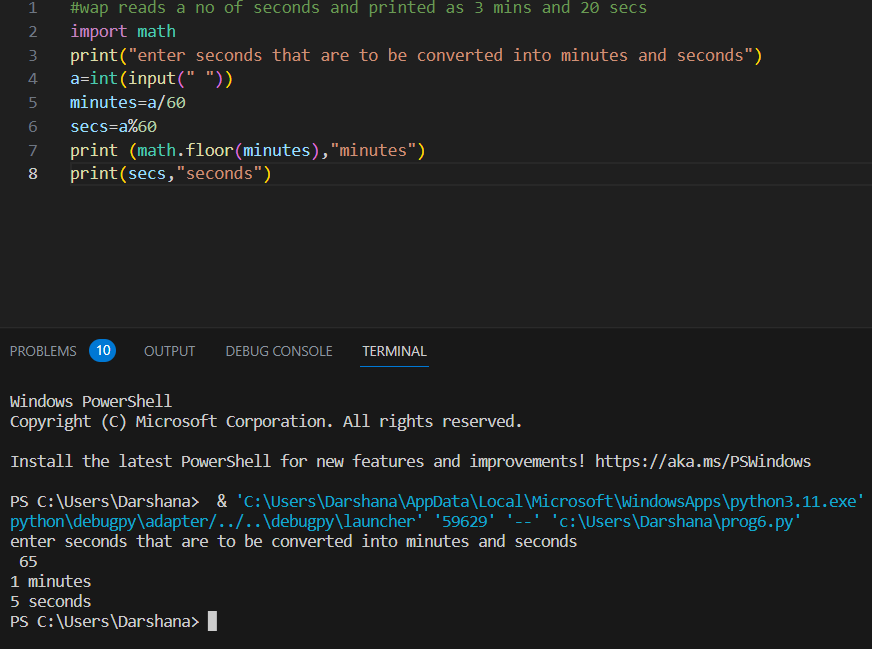 1 #wap reads a no of seconds and printed as 3 mins and 20 secs
2 import math
3 print("enter seconds that are to be converted into minutes and seconds")
4 a=int(input(" "))
5 minutes=a/60
6 secs=a%60
7 print (math.floor(minutes),"minutes")
8 print(secs,"seconds")
PROBLEMS 10 OUTPUT DEBUG CONSOLE TERMINAL
Windows PowerShell
Copyright (C) Microsoft Corporation. All rights reserved.
Install the latest PowerShell for new features and improvements! https://aka.ms/PSWindows
PS C:\Users\Darshana>  & 'C:\Users\Darshana\AppData\Local\Microsoft\WindowsApps\python3.11.exe'
python\debugpy\adapter/../..\debugpy\launcher' '59629' '--' 'c:\Users\Darshana\prog6.py'
enter seconds that are to be converted into minutes and seconds
 65
1 minutes
5 seconds
PS C:\Users\Darshana>